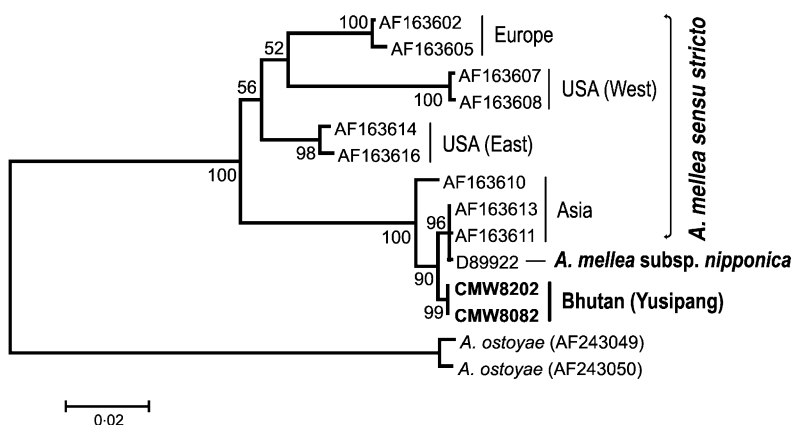 100 AF163602
AF163605
Europe
52
AF163607
100 AF163608
USA (West)
56
AF163614
98 AF163616
USA (East)
A. mellea sensu stricto
100
AF163610
AF163613
96
AF163611
Asia
100
D89922 — A. mellea subsp. nipponica
90
CMW8202
99 CMW8082
Bhutan (Yusipang)
A. ostoyae (AF243049)
A. ostoyae (AF243050)
0·02